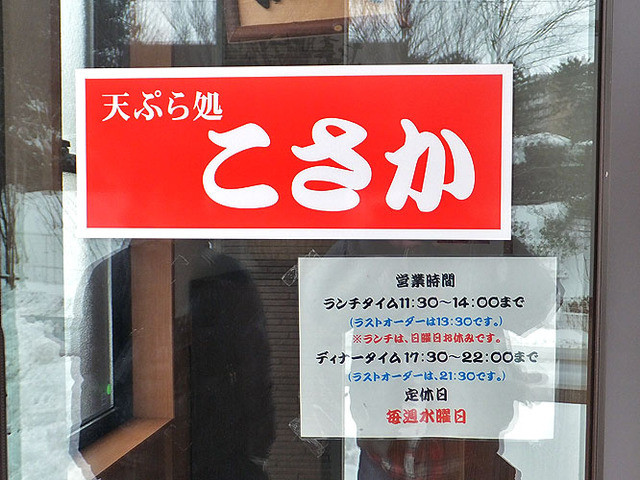 天ぷら処
こさか
営業時間
ランチタイム11:30～14:00まで
(ラストオーダーは13:30です。)
※ランチは、日曜日お休みです。
ディナータイム17:30～22:00まで
(ラストオーダーは、21:30です。)
定休日
毎週水曜日